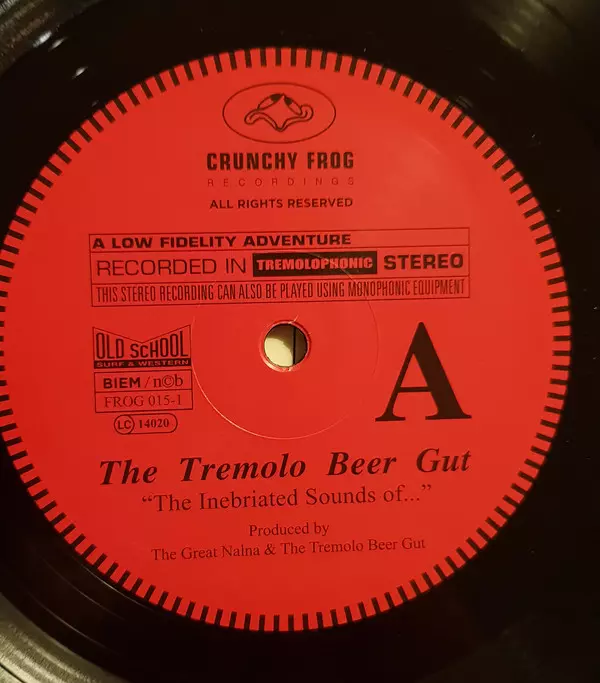 CRUNCHY FROG
RECORDINGS
ALL RIGHTS RESERVED
A LOW FIDELITY ADVENTURE
RECORDED IN TREMOLOPHONIC STEREO
THIS STEREO RECORDING CAN ALSO BE PLAYED USING MONOPHONIC EQUIPMENT
OLD SCHOOL
SURF & WESTERN
BIEM / n©b
FROG 015-1
LC 14020
A
The Tremolo Beer Gut
“The Inebriated Sounds of...”
Produced by
The Great Nalna & The Tremolo Beer Gut